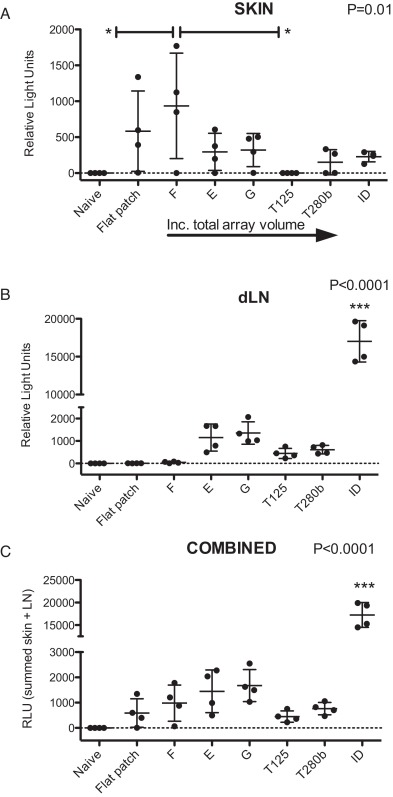 A
SKIN
P=0.01
* *
Relative Light Units
2000
1500
1000
500
0
Naive Flat patch F E G T125 T280b ID
Inc. total array volume
B
dLN
P<0.0001
***
Relative Light Units
20000
15000
10000
2000
1000
0
Naive Flat patch F E G T125 T280b ID
C
COMBINED
P<0.0001
***
RLU (summed skin + LN)
25000
20000
15000
10000
3000
2000
1000
0
Naive Flat patch F E G T125 T280b ID